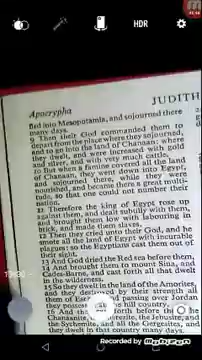 HDR
Apocrypha
JUDITH
fled into Mesopotamia, and sojourned there
many days.
9 Then their God commanded them to
depart from the place where they sojourned,
and to go into the land of Chanaan: where
they dwelt, and were increased with gold
and silver, and with very much cattle.
10 But when a famine covered all the land
of Chanaan, they went down into Egypt,
and sojourned there, while they were
nourished, and became there a great multi-
tude, so that one could not number their
nation.
11 Therefore the king of Egypt rose up
against them, and dealt subtilly with them,
and brought them low with labouring in
brick, and made them slaves.
12 Then they cried unto their God, and he
smote all the land of Egypt with incurable
plagues: so the Egyptians cast them out of
their sight.
13 And God dried the Red sea before them,
14 And brought them to mount Sina, and
Cades-Barne, and cast forth all that dwelt
in the wilderness.
15 So they dwelt in the land of the Amorites,
and they destroyed by their strength all
them of Esebon, and passing over Jordan
they possessed all the hill country.
16 And they cast forth before them the
Chanaanite, the Pherezite, the Jebusite, and
the Sychemite, and all the Gergesites, and
they dwelt in that country many days.
RECORDED WITH
Mobizen